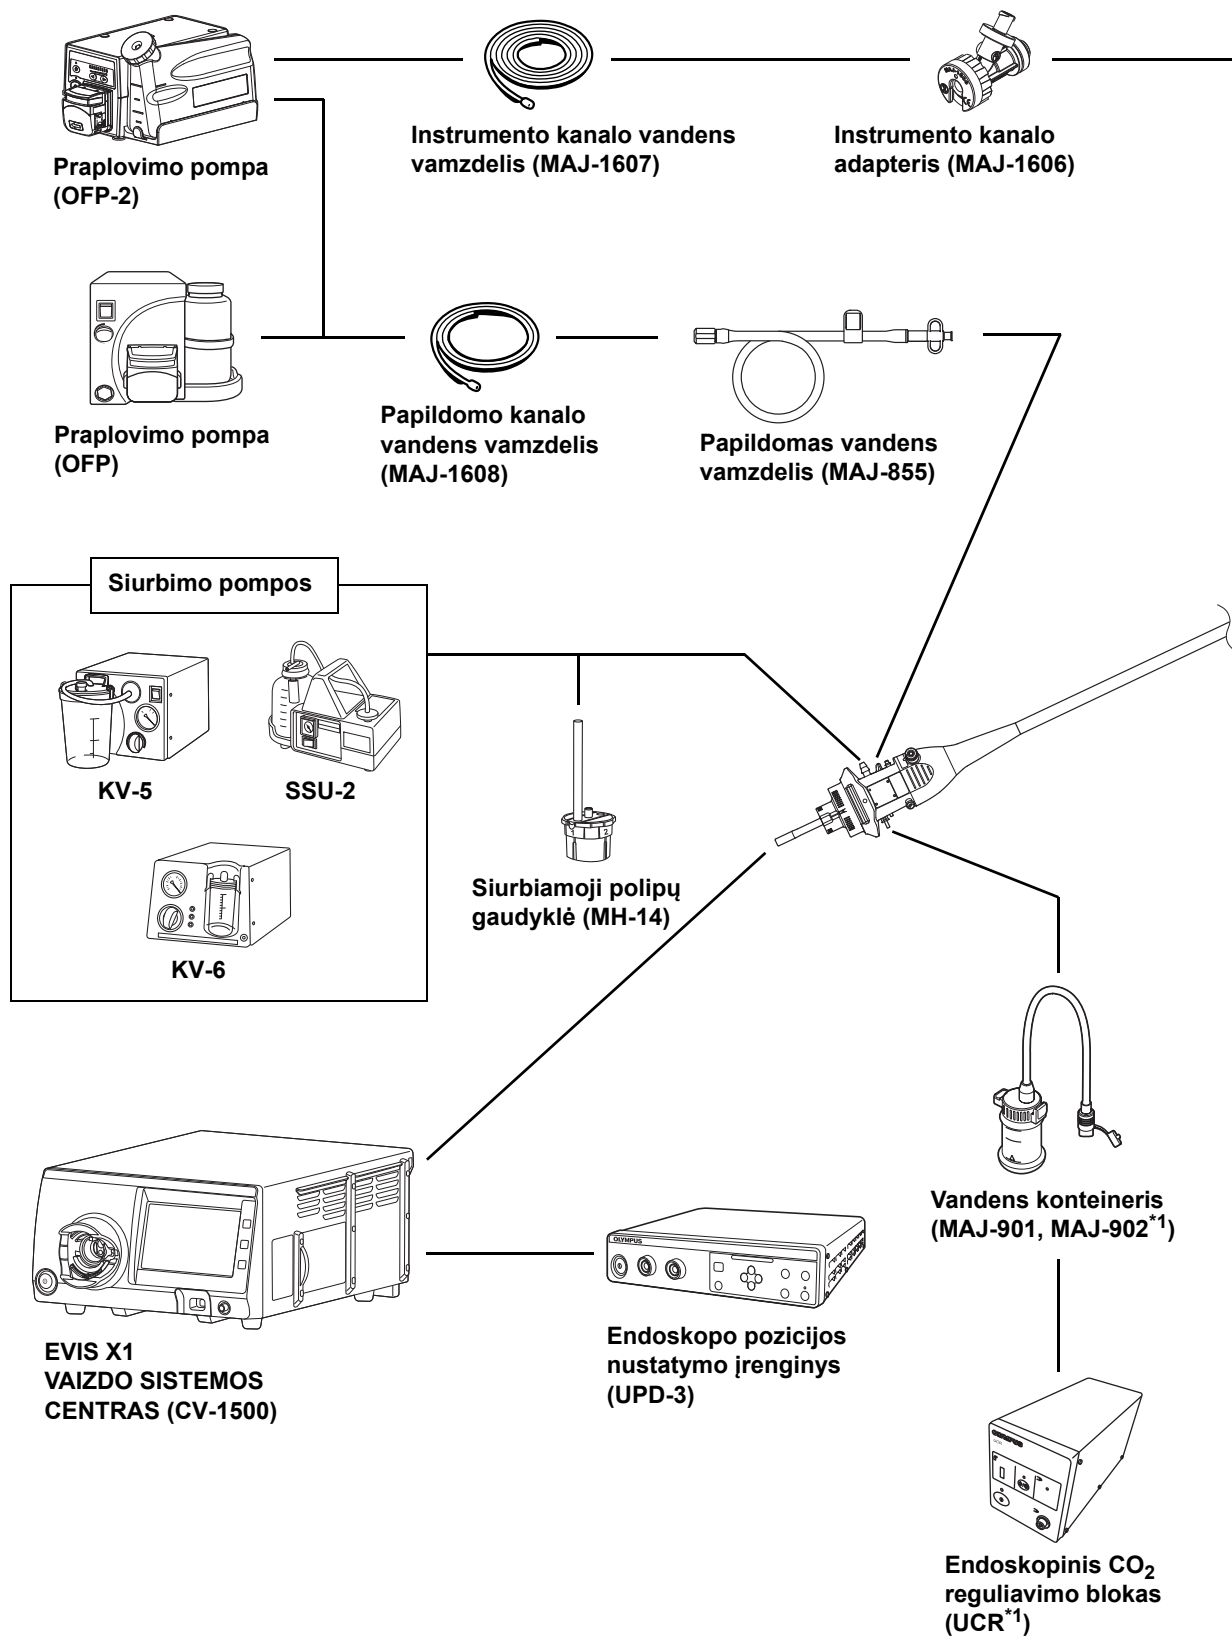 Praplovimo pompa
(OFP-2)
Instrumento kanalo vandens
vamzdelis (MAJ-1607)
Instrumento kanalo
adapteris (MAJ-1606)
Praplovimo pompa
(OFP)
Papildomo kanalo
vandens vamzdelis
(MAJ-1608)
Papildomas vandens
vamzdelis (MAJ-855)
Siurbimo pompos
KV-5
SSU-2
KV-6
Siurbiamoji polipų
gaudyklė (MH-14)
Vandens konteineris
(MAJ-901, MAJ-902*1)
OLYMPUS
EVIS X1
VAIZDO SISTEMOS
CENTRAS (CV-1500)
Endoskopo pozicijos
nustatymo įrenginys
(UPD-3)
OLYMPUS
UCR
Endoskopinis CO2
reguliavimo blokas
(UCR*1)